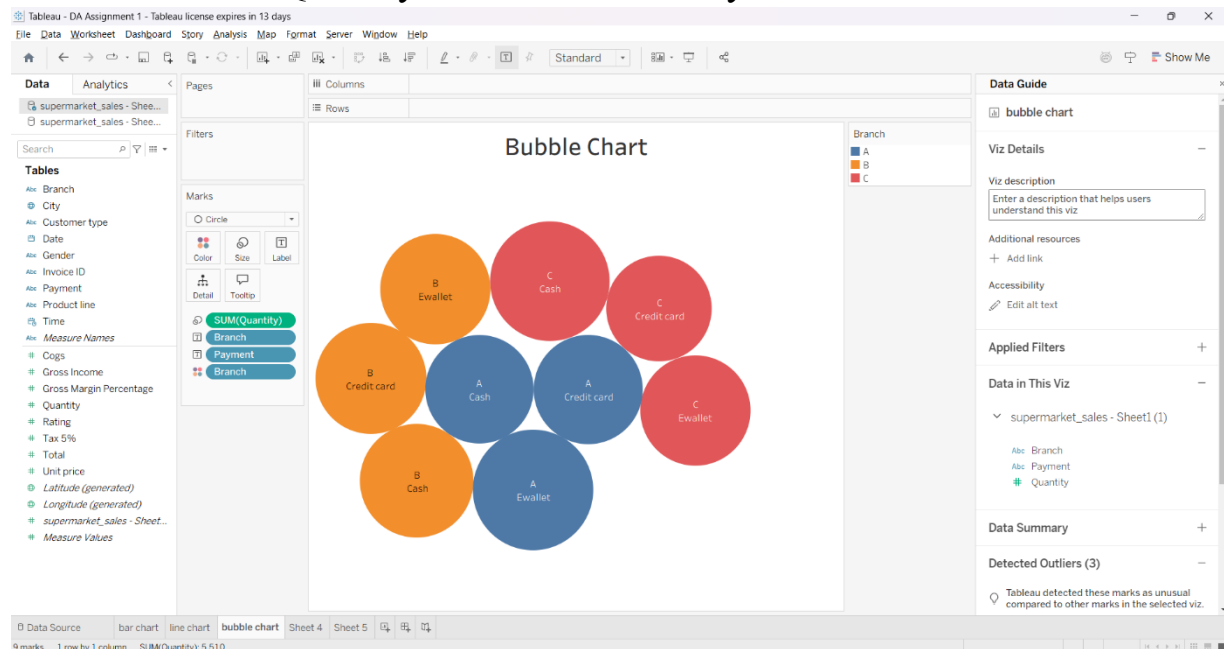 Tableau - DA Assignment 1 - Tableau license expires in 13 days
File Data Worksheet Dashboard Story Analysis Map Format Server Window Help
Standard
Show Me
Data
Analytics
supermarket_sales - Shee...
supermarket_sales - Shee...
Search
Tables
Abc Branch
City
Abc Customer type
Date
Abc Gender
Abc Invoice ID
Abc Payment
Abc Product line
Time
Abc Measure Names
# Cogs
# Gross Income
# Gross Margin Percentage
# Quantity
# Rating
# Tax 5%
# Total
# Unit price
Latitude (generated)
Longitude (generated)
# supermarket_sales - Sheet...
# Measure Values
Pages
Filters
Marks
Circle
Color Size Label
Detail Tooltip
SUM(Quantity)
Branch
Payment
Branch
Columns
Rows
Bubble Chart
B
Ewallet
C
Cash
C
Credit card
B
Credit card
A
Cash
A
Credit card
C
Ewallet
B
Cash
A
Ewallet
Branch
A
B
C
Data Guide
bubble chart
Viz Details
Viz description
Enter a description that helps users
understand this viz
Additional resources
+ Add link
Accessibility
Edit alt text
Applied Filters
Data in This Viz
supermarket_sales - Sheet1 (1)
Abc Branch
Abc Payment
# Quantity
Data Summary
Detected Outliers (3)
Tableau detected these marks as unusual
compared to other marks in the selected viz.
Data Source bar chart line chart bubble chart Sheet 4 Sheet 5
9 marks 1 row by 1 column SUM(Quantity): 5,510